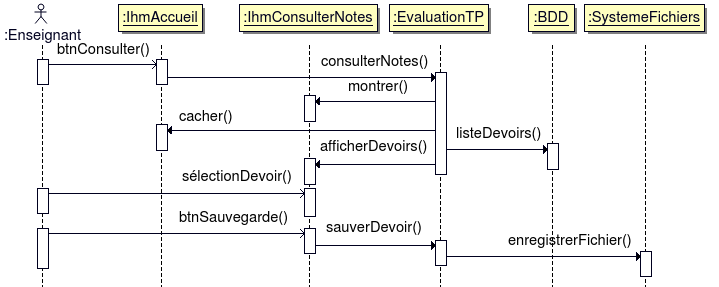 :Enseignant
:IhmAccueil
:IhmConsulterNotes
:EvaluationTP
:BDD
:SystemeFichiers
btnConsulter()
consulterNotes()
montrer()
cacher()
listeDevoirs()
afficherDevoirs()
sélectionDevoir()
btnSauvegarde()
sauverDevoir()
enregistrerFichier()